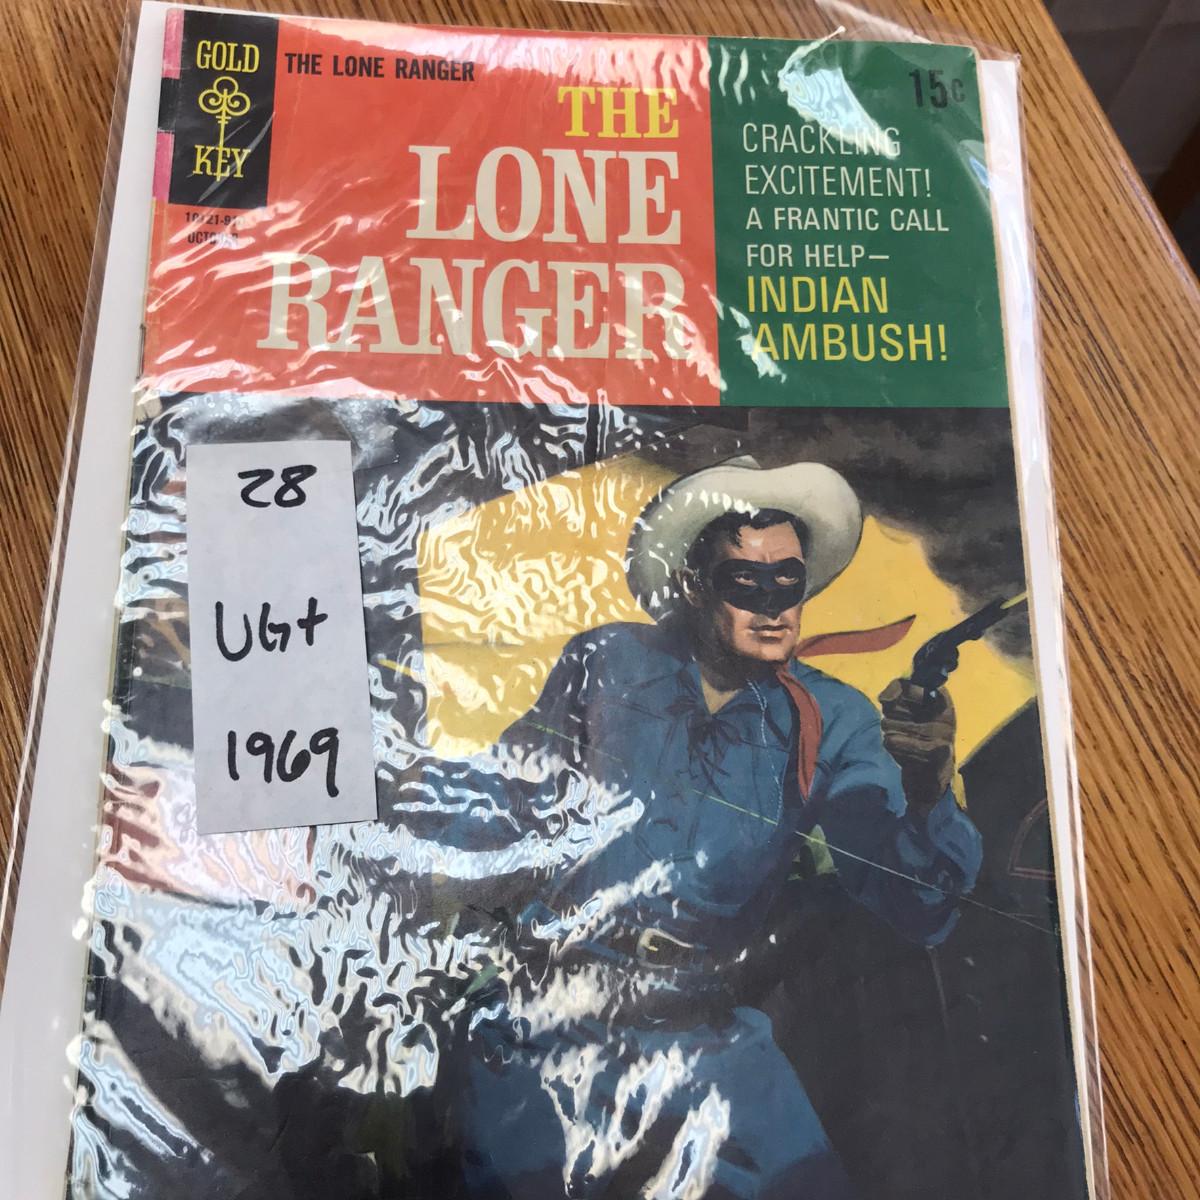 GOLD
KEY
THE LONE RANGER
15¢
OCTOBER
THE
LONE
RANGER
CRACKLING
EXCITEMENT!
A FRANTIC CALL
FOR HELP—
INDIAN
AMBUSH!
28
VG+
1969